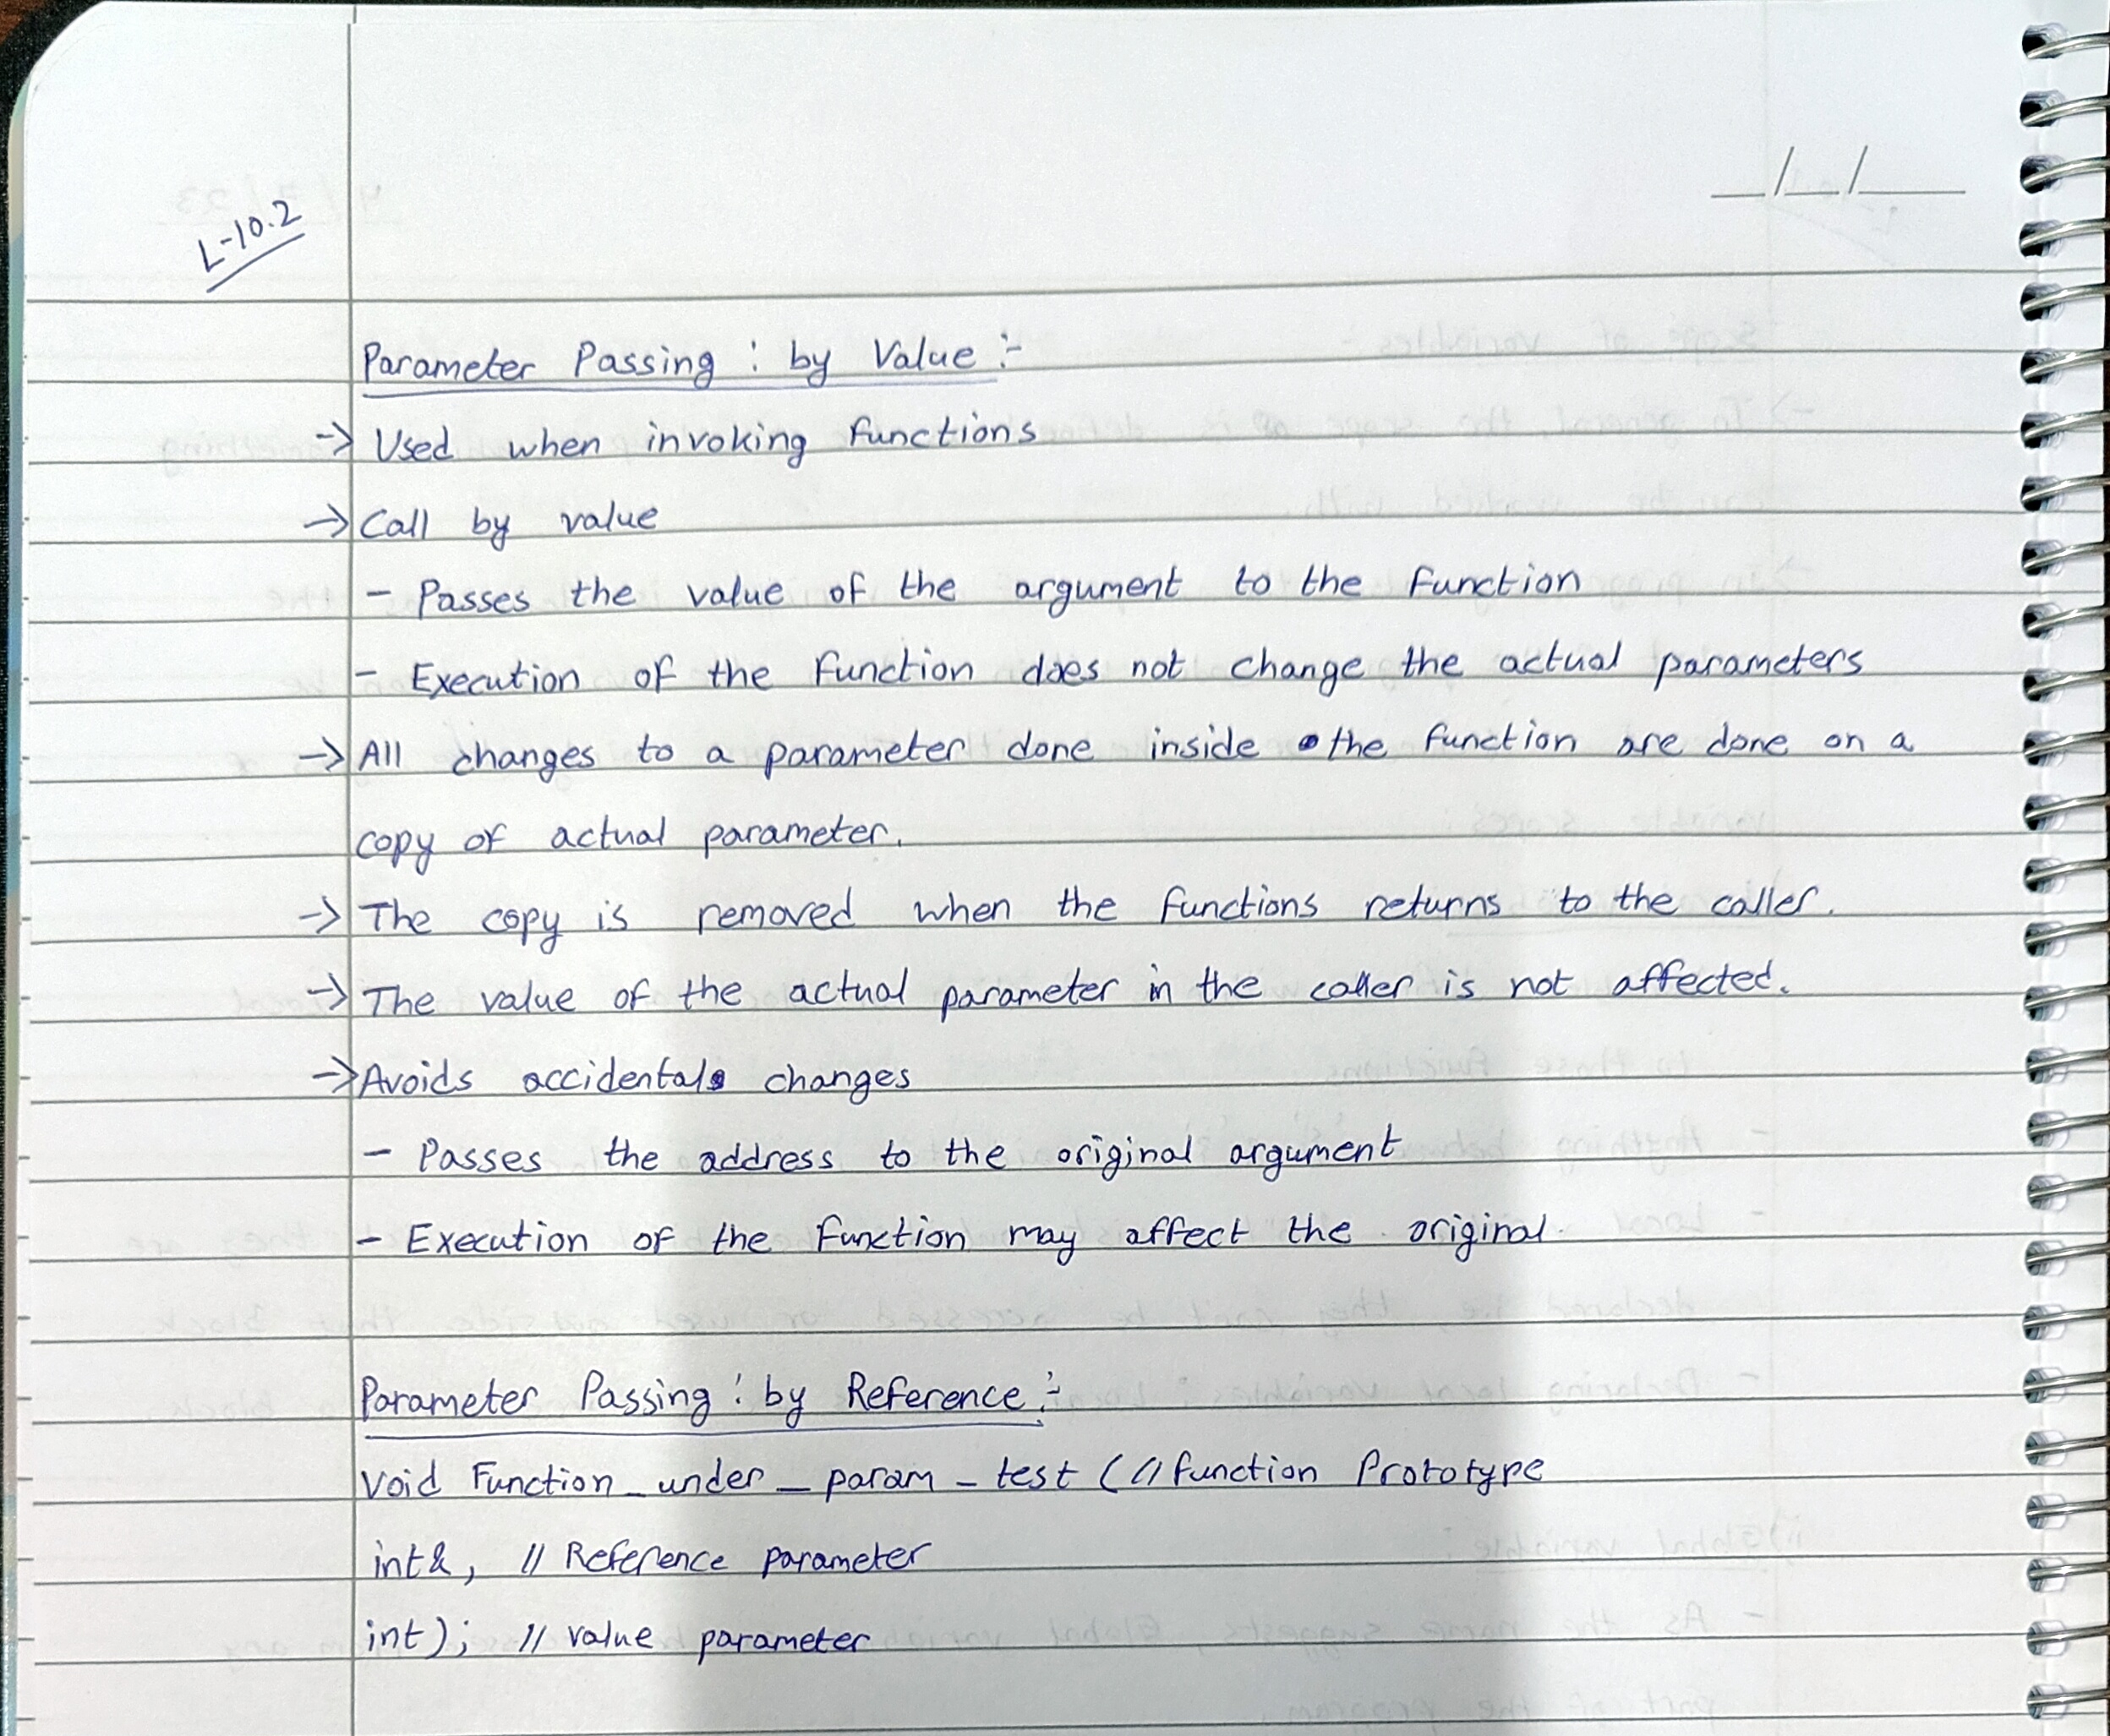 L-10.2
__/__/____
Parameter Passing : by Value :-
-> Used when invoking functions
-> Call by value
- Passes the value of the argument to the function
- Execution of the function does not change the actual parameters
-> All changes to a parameter done inside the function are done on a
copy of actual parameter.
-> The copy is removed when the functions returns to the caller.
-> The value of the actual parameter in the caller is not affected.
-> Avoids accidental changes
- Passes the address to the original argument
- Execution of the function may affect the original.
Parameter Passing : by Reference :-
Void Function_under_param_test (// function Prototype
int&, // Reference parameter
int); // value parameter